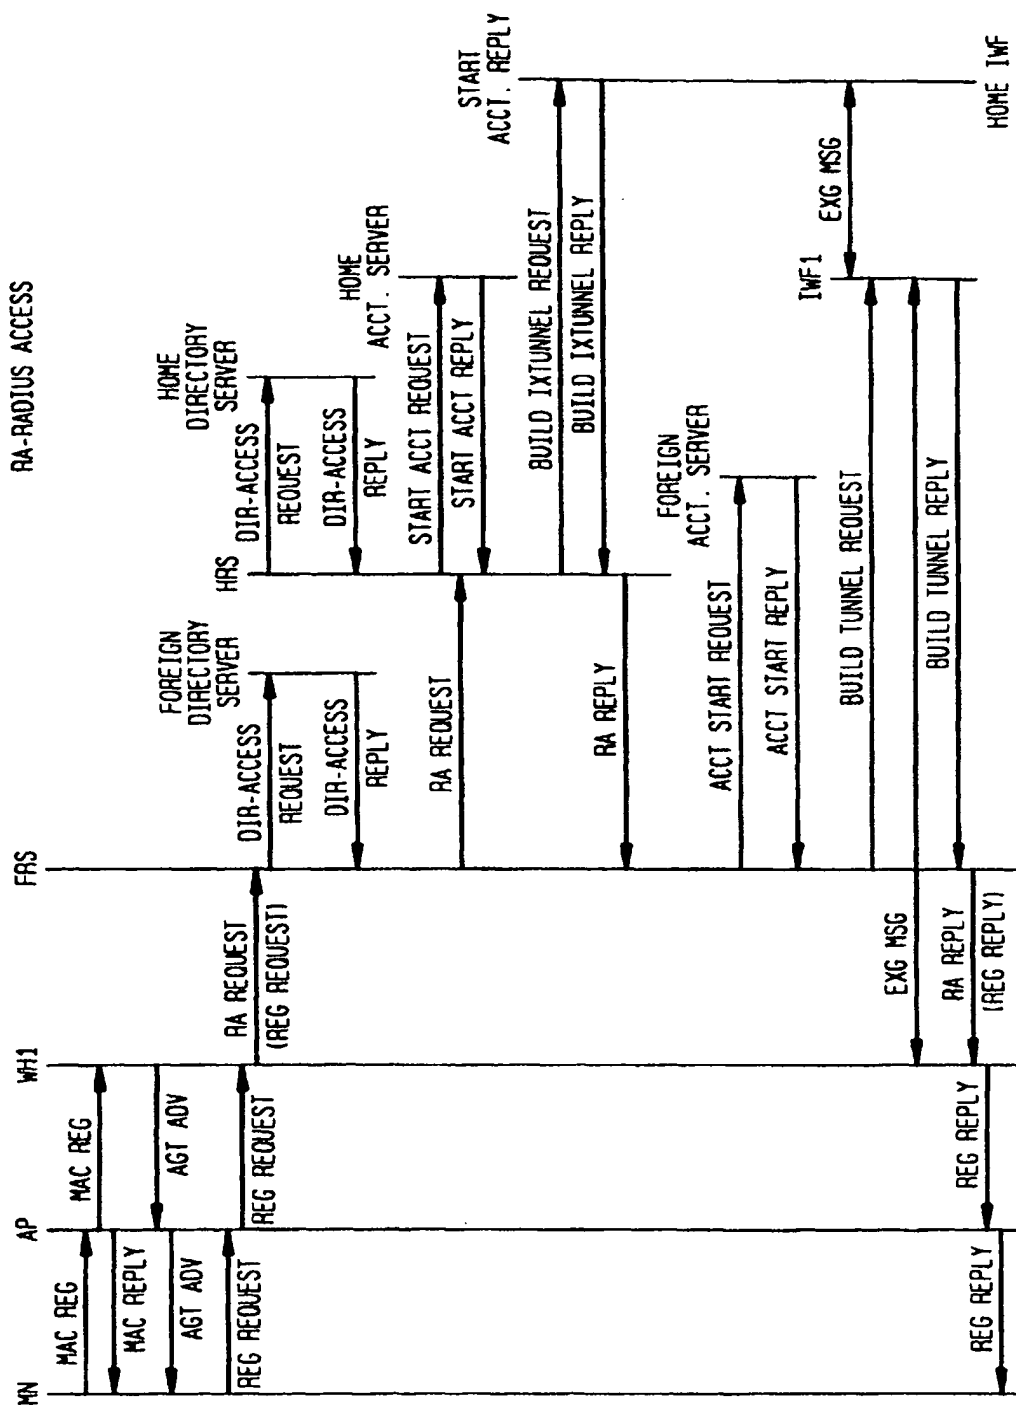 RA-RADIUS ACCESS
MN
AP
WH1
FRS
FOREIGN
DIRECTORY
SERVER
HRS
HOME
DIRECTORY
SERVER
HOME
ACCT. SERVER
START
ACCT. REPLY
MAC REG
MAC REG
MAC REPLY
AGT ADV
AGT ADV
REG REQUEST
REG REQUEST
RA REQUEST
(REG REQUEST)
DIR-ACCESS
REQUEST
DIR-ACCESS
REPLY
DIR-ACCESS
REQUEST
DIR-ACCESS
REPLY
RA REQUEST
START ACCT REQUEST
START ACCT REPLY
BUILD IXTUNNEL REQUEST
BUILD IXTUNNEL REPLY
RA REPLY
FOREIGN
ACCT. SERVER
ACCT START REQUEST
ACCT START REPLY
IWF1
EXG MSG
BUILD TUNNEL REQUEST
EXG MSG
BUILD TUNNEL REPLY
RA REPLY
(REG REPLY)
REG REPLY
REG REPLY
HOME IWF